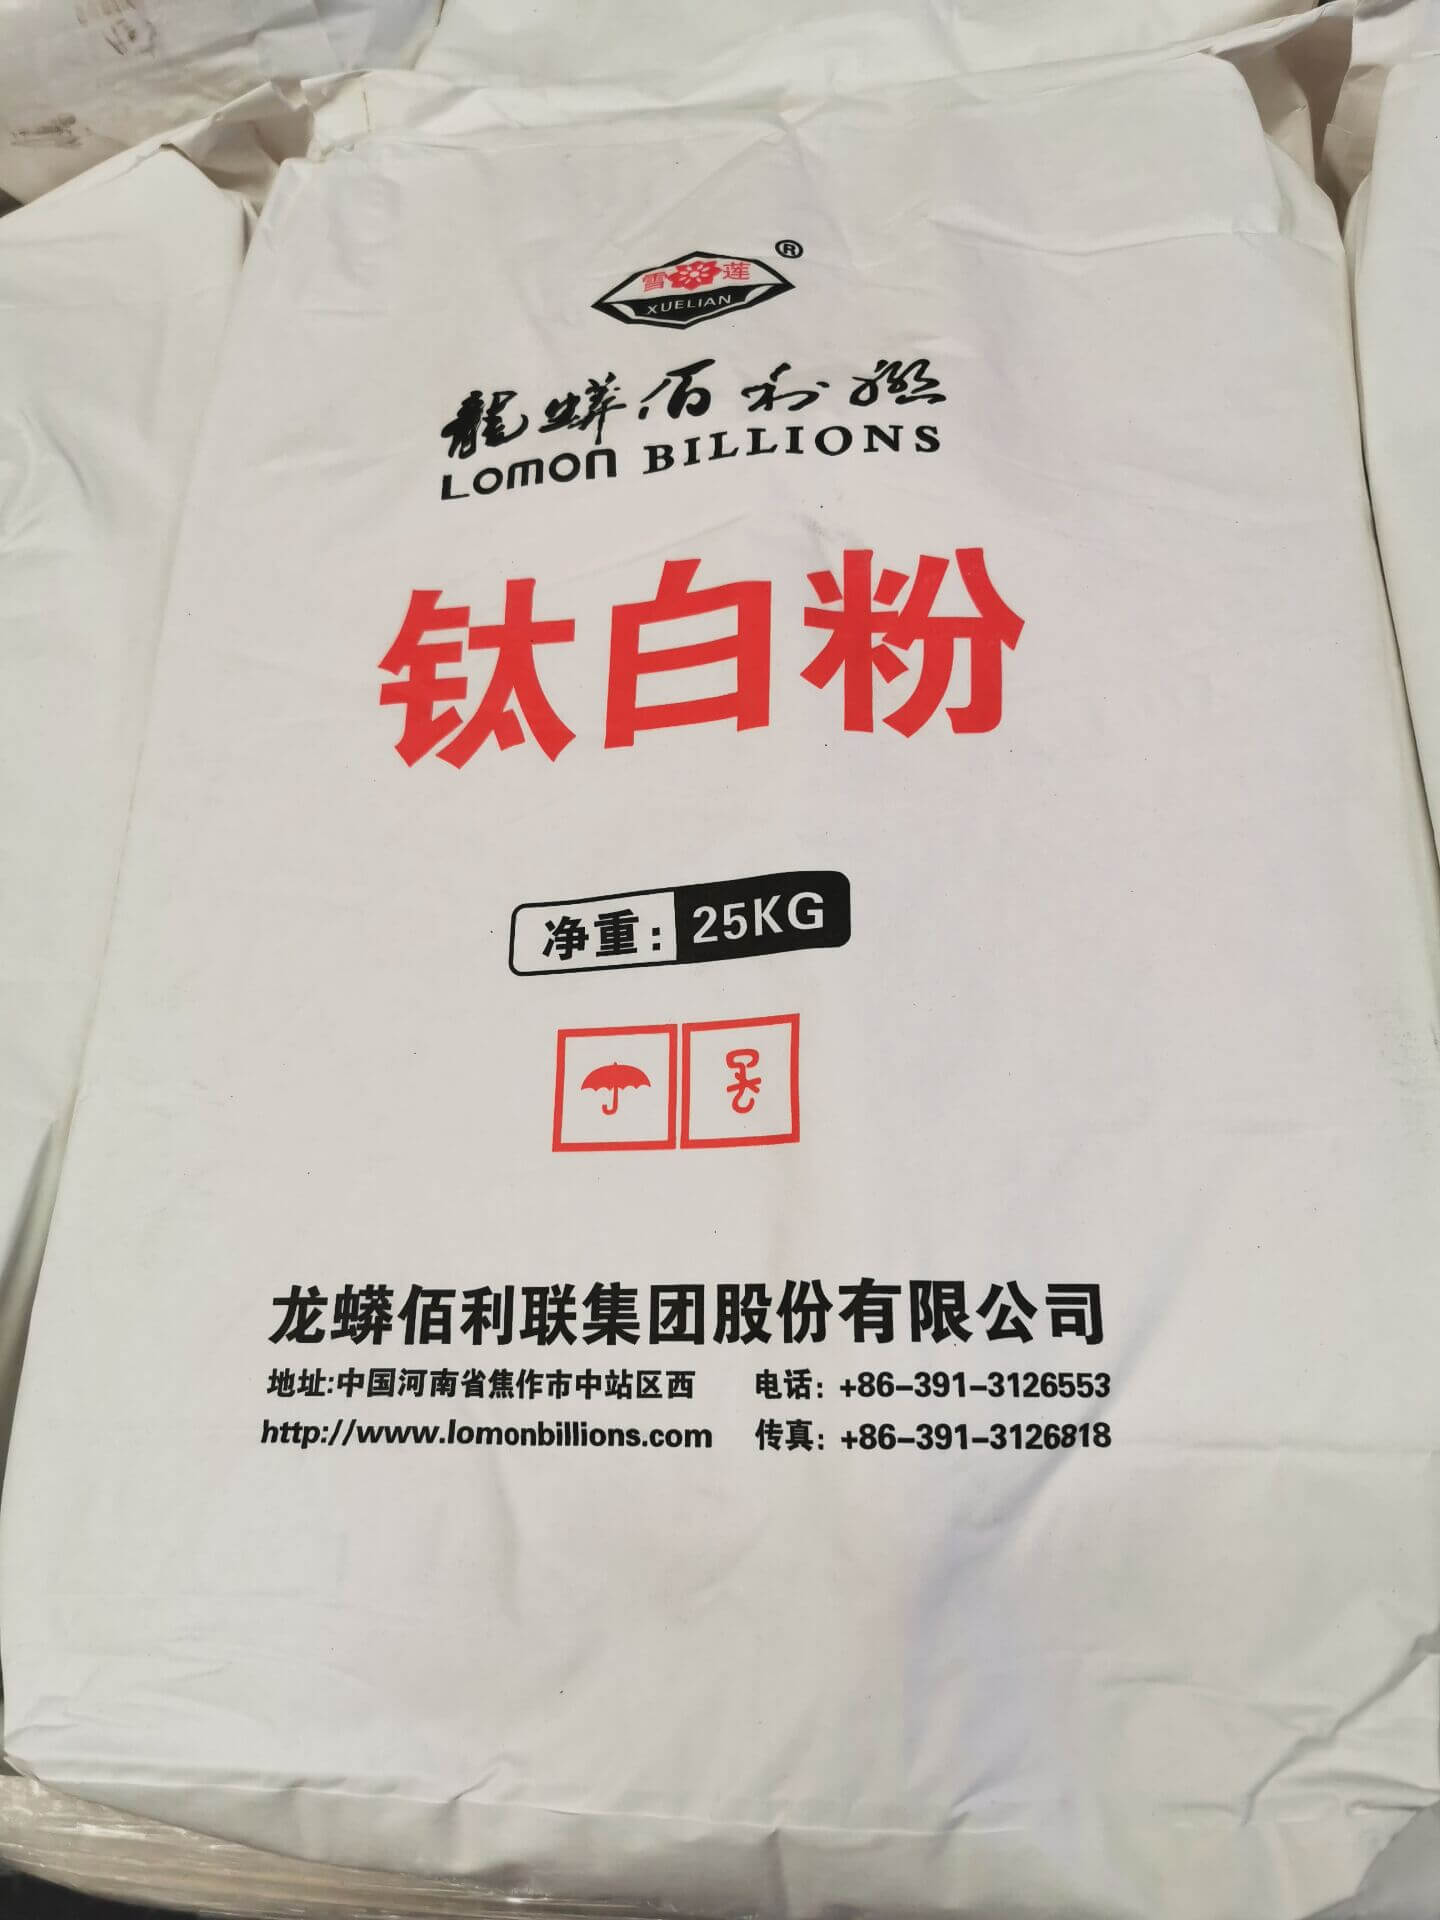 雪莲®
XUELIAN
龍蟒佰利聯
LOMON BILLIONS
钛白粉
净重：25KG
龙蟒佰利联集团股份有限公司
地址:中国河南省焦作市中站区西 电话：+86-391-3126553
http://www.lomonbillions.com 传真：+86-391-3126818